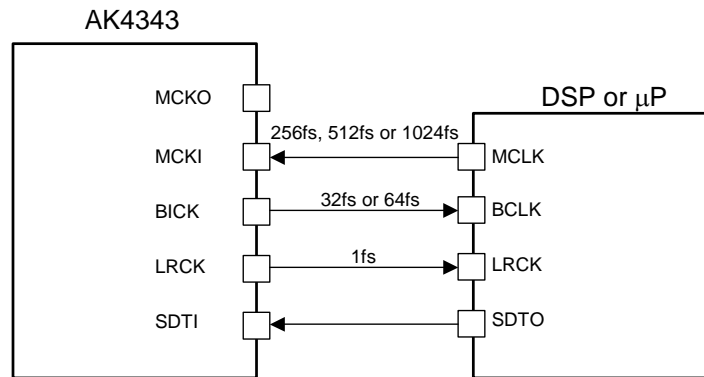 AK4343
DSP or μP
MCKO
256fs, 512fs or 1024fs
MCKI
MCLK
32fs or 64fs
BICK
BCLK
1fs
LRCK
LRCK
SDTI
SDTO